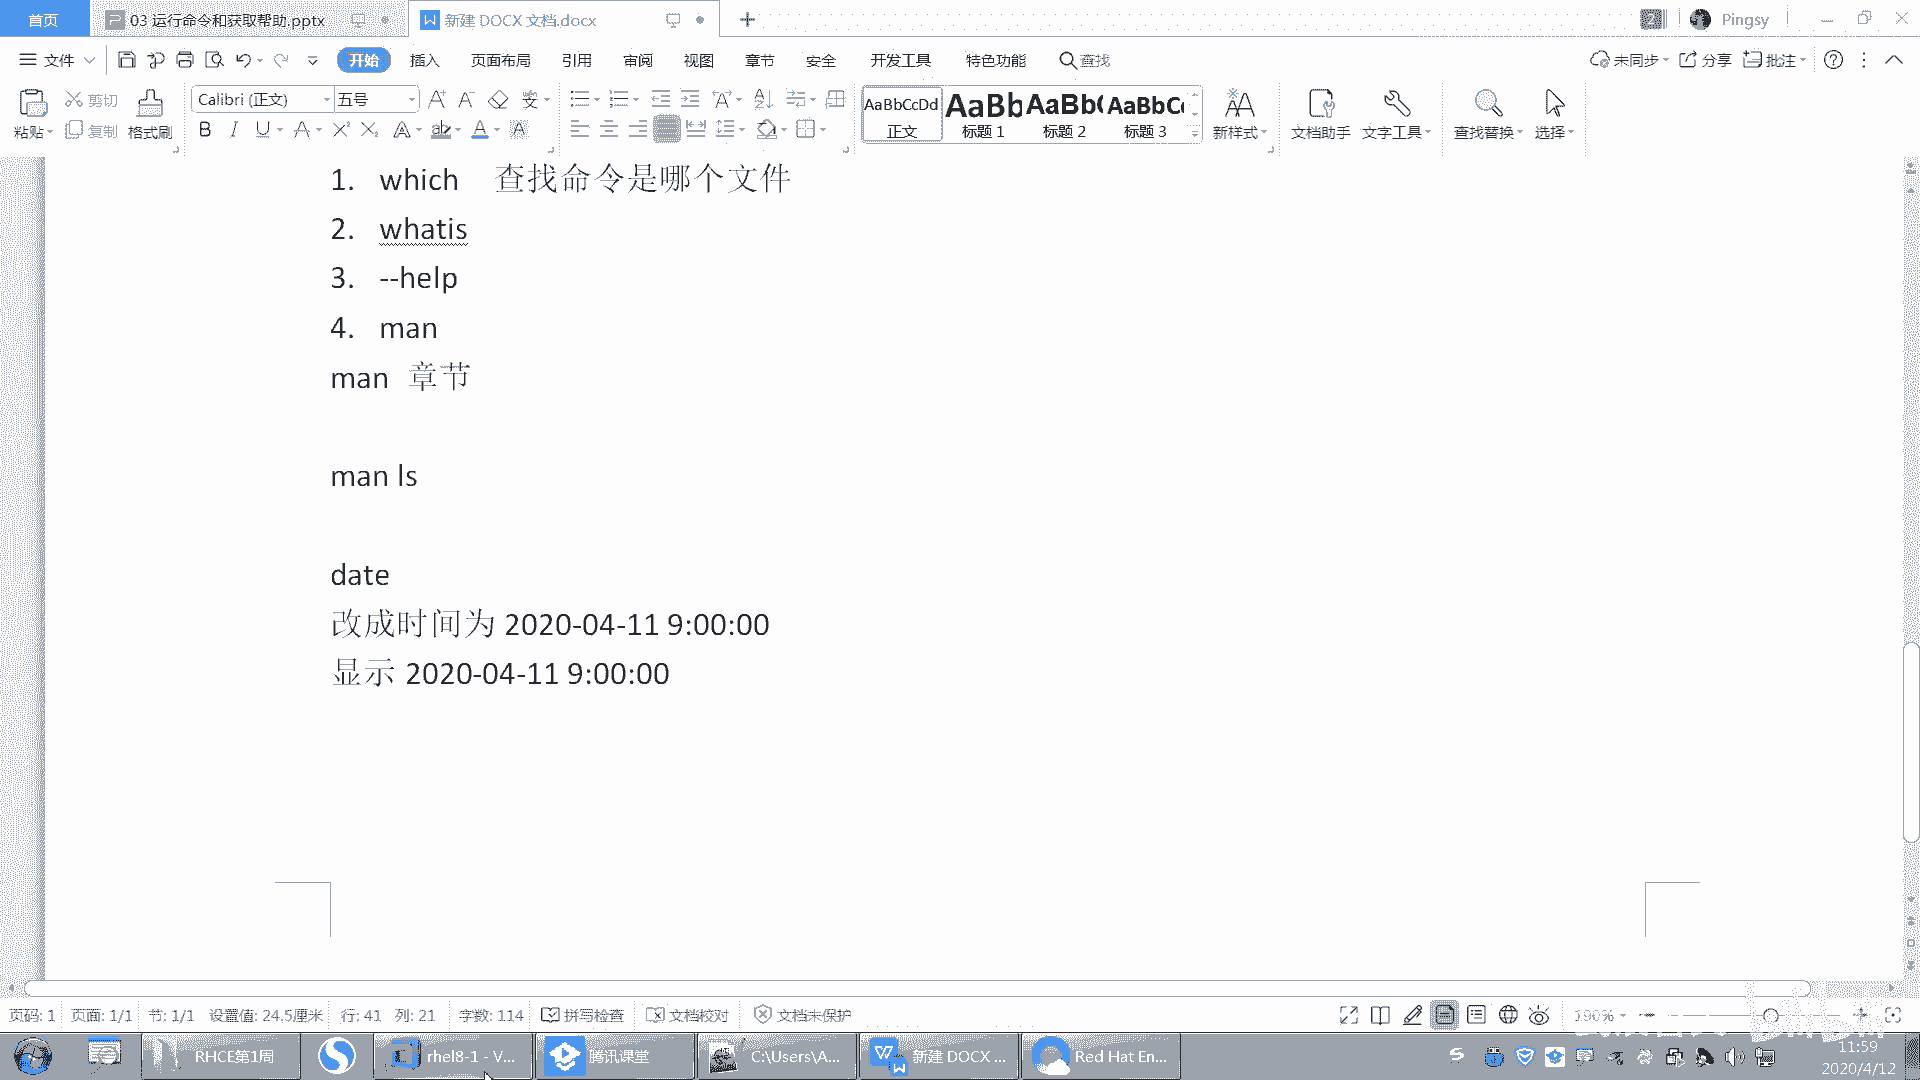 首页 03 运行命令和获取帮助.pptx 新建 DOCX 文档.docx Pingsy
文件 开始 插入 页面布局 引用 审阅 视图 章节 安全 开发工具 特色功能 查找 未同步 分享 批注
粘贴 剪切 复制 格式刷 Calibri (正文) 五号 AaBbCcDd 正文 AaBb 标题 1 AaBb( 标题 2 AaBbC 标题 3 新样式 文档助手 文字工具 查找替换 选择
1. which 查找命令是哪个文件
2. whatis
3. --help
4. man
man 章节
man ls
date
改成时间为 2020-04-11 9:00:00
显示 2020-04-11 9:00:00
页码: 1 页面: 1/1 节: 1/1 设置值: 24.5厘米 行: 41 列: 21 字数: 114 拼写检查 文档校对 文档未保护 190%
RHCE第1周 rhel8-1 - V... 腾讯课堂 C:\Users\A... 新建 DOCX ... Red Hat En...
11:59
2020/4/12